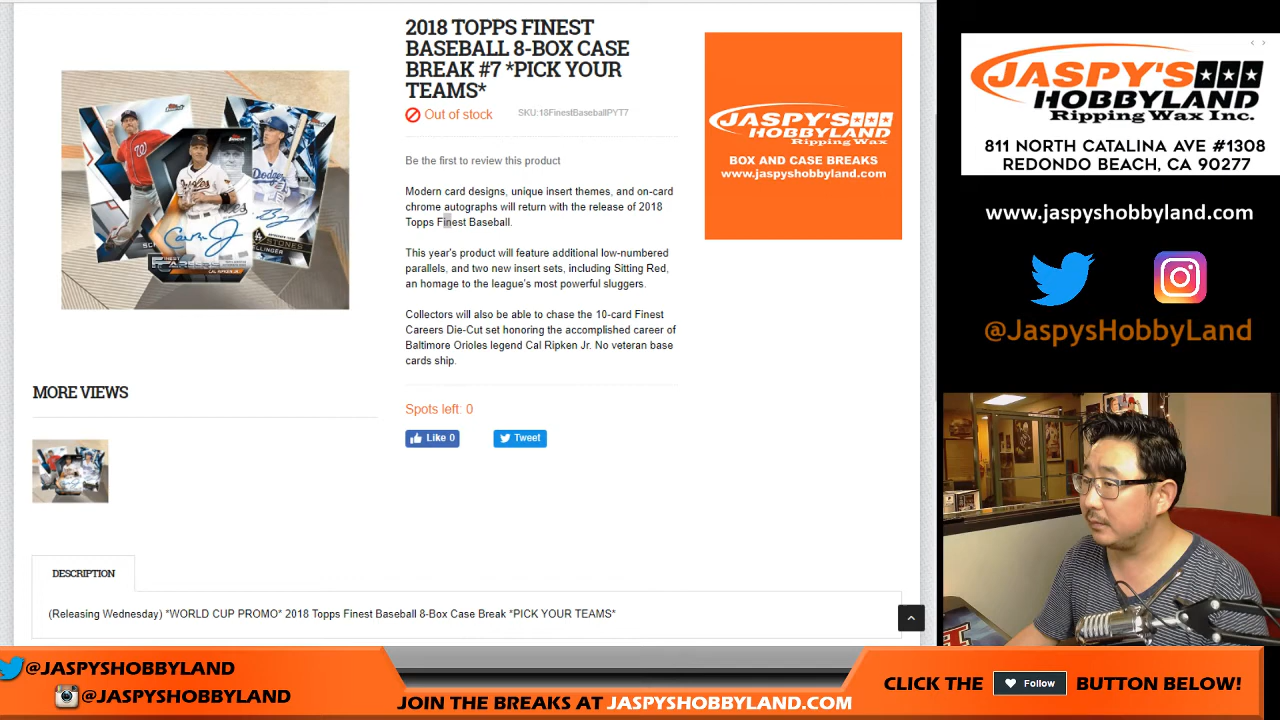 2018 TOPPS FINEST
BASEBALL 8-BOX CASE
BREAK #7 *PICK YOUR
TEAMS*
Out of stock
SKU:18FinestBaseballPYT7
Be the first to review this product
Modern card designs, unique insert themes, and on-card
chrome autographs will return with the release of 2018
Topps Finest Baseball.
This year's product will feature additional low-numbered
parallels, and two new insert sets, including Sitting Red,
an homage to the league's most powerful sluggers.
Collectors will also be able to chase the 10-card Finest
Careers Die-Cut set honoring the accomplished career of
Baltimore Orioles legend Cal Ripken Jr. No veteran base
cards ship.
Spots left: 0
Like 0
Tweet
MORE VIEWS
DESCRIPTION
(Releasing Wednesday) *WORLD CUP PROMO* 2018 Topps Finest Baseball 8-Box Case Break *PICK YOUR TEAMS*
JASPY'S
HOBBYLAND
Ripping Wax
BOX AND CASE BREAKS
www.jaspyshobbyland.com
JASPY'S
HOBBYLAND
Ripping Wax Inc.
811 NORTH CATALINA AVE #1308
REDONDO BEACH, CA 90277
www.jaspyshobbyland.com
@JaspysHobbyLand
@JASPYSHOBBYLAND
@JASPYSHOBBYLAND
JOIN THE BREAKS AT JASPYSHOBBYLAND.COM
CLICK THE Follow BUTTON BELOW!